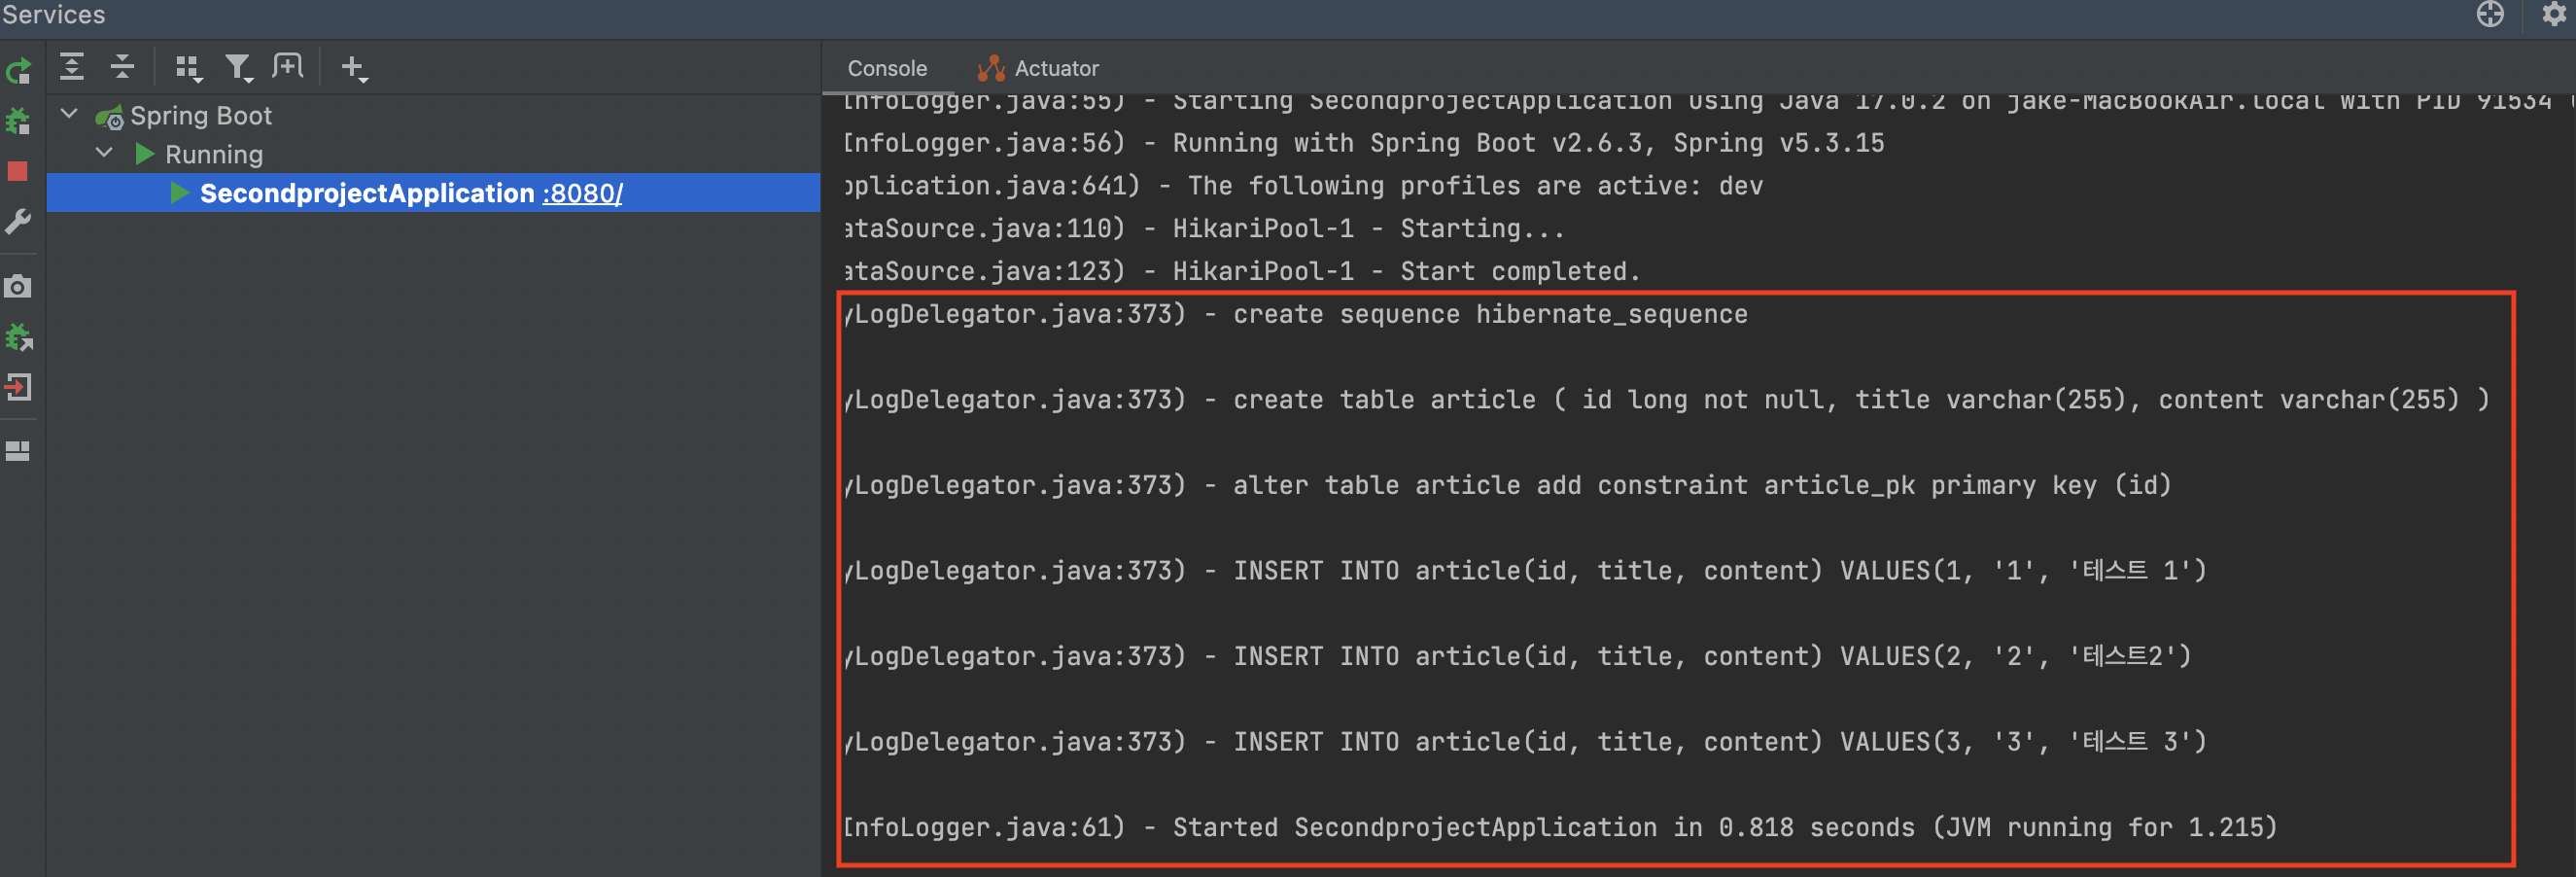 Services
Console
Actuator
Spring Boot
Running
SecondprojectApplication :8080/
InfoLogger.java:55) - Starting SecondprojectApplication using Java 17.0.2 on jake-MacBookAir.local with PID 91534 (
InfoLogger.java:56) - Running with Spring Boot v2.6.3, Spring v5.3.15
pplication.java:641) - The following profiles are active: dev
ataSource.java:110) - HikariPool-1 - Starting...
ataSource.java:123) - HikariPool-1 - Start completed.
yLogDelegator.java:373) - create sequence hibernate_sequence
yLogDelegator.java:373) - create table article ( id long not null, title varchar(255), content varchar(255) )
yLogDelegator.java:373) - alter table article add constraint article_pk primary key (id)
yLogDelegator.java:373) - INSERT INTO article(id, title, content) VALUES(1, '1', '테스트 1')
yLogDelegator.java:373) - INSERT INTO article(id, title, content) VALUES(2, '2', '테스트2')
yLogDelegator.java:373) - INSERT INTO article(id, title, content) VALUES(3, '3', '테스트 3')
InfoLogger.java:61) - Started SecondprojectApplication in 0.818 seconds (JVM running for 1.215)